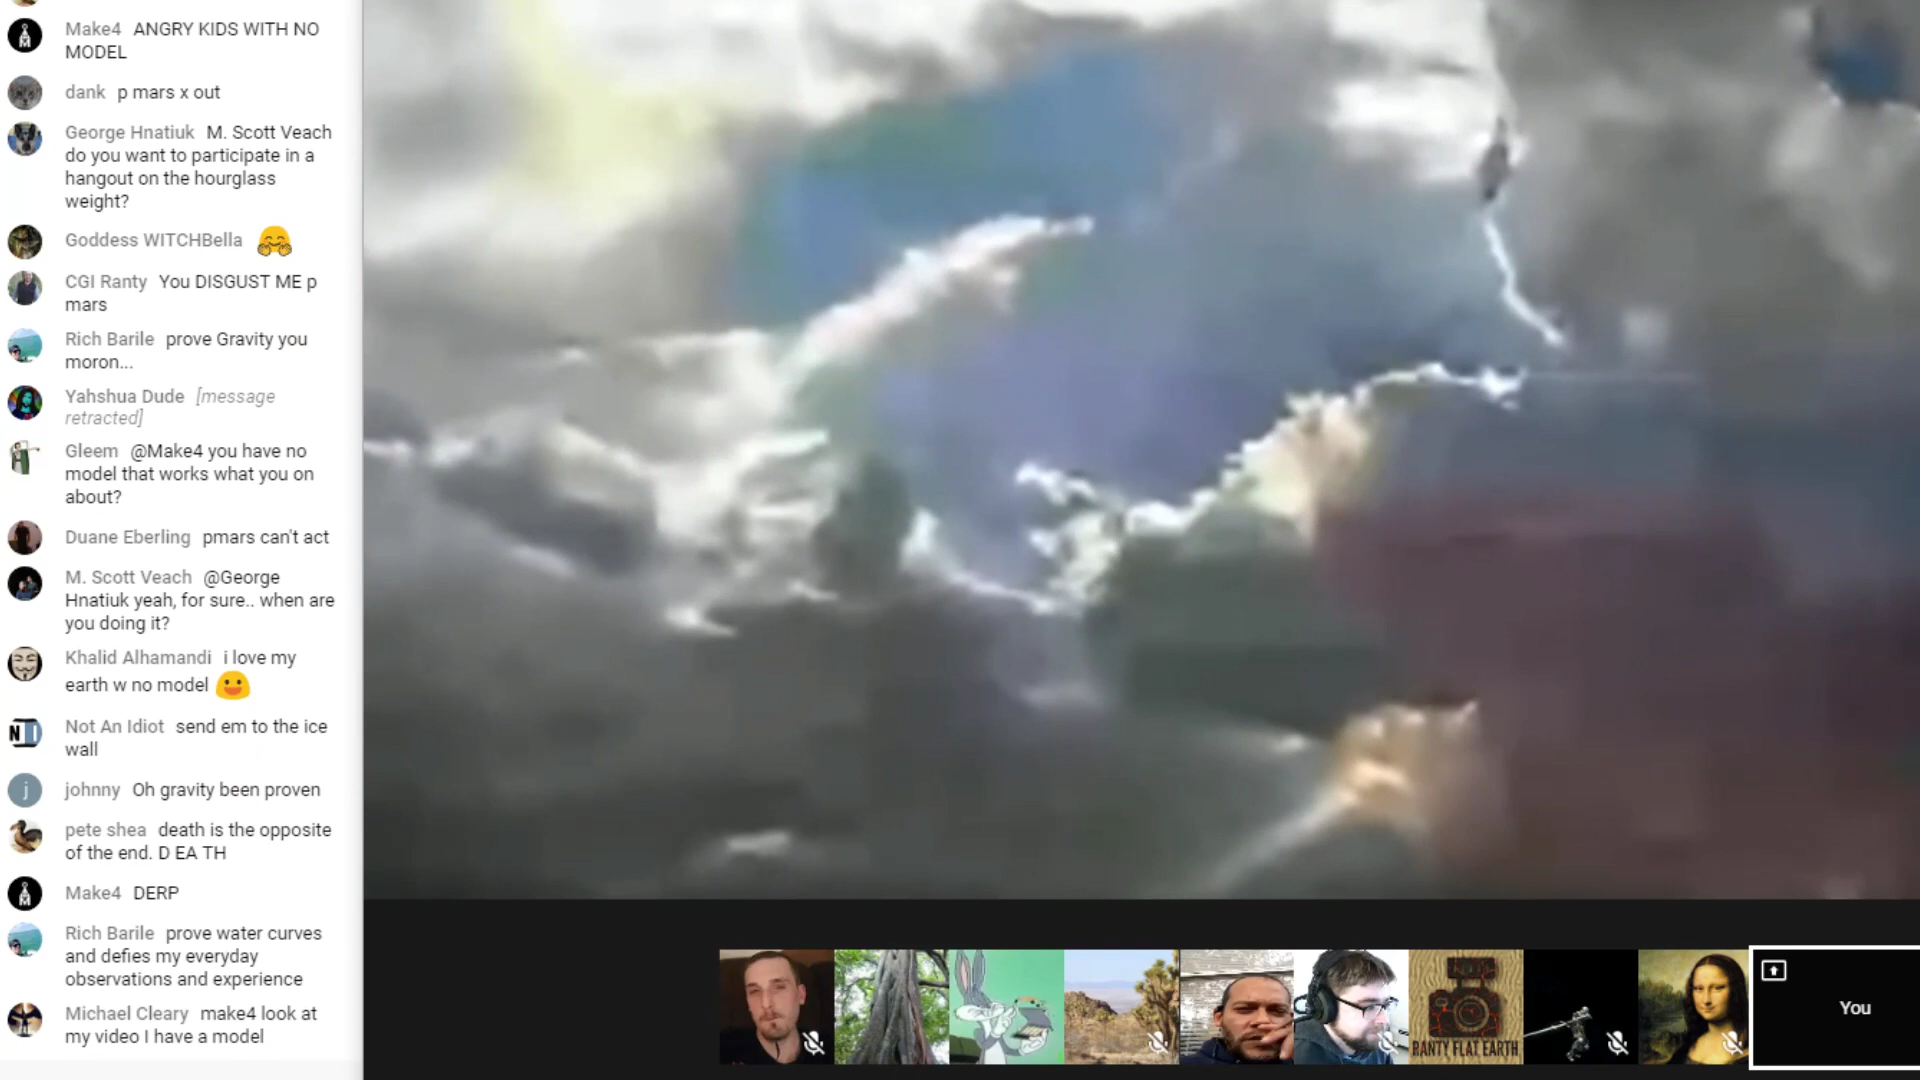 Make4 ANGRY KIDS WITH NO
MODEL
dank p mars x out
George Hnatiuk M. Scott Veach
do you want to participate in a
hangout on the hourglass
weight?
Goddess WITCHBella
CGI Ranty You DISGUST ME p
mars
Rich Barile prove Gravity you
moron...
Yahshua Dude [message
retracted]
Gleem @Make4 you have no
model that works what you on
about?
Duane Eberling pmars can't act
M. Scott Veach @George
Hnatiuk yeah, for sure.. when are
you doing it?
Khalid Alhamandi i love my
earth w no model
Not An Idiot send em to the ice
wall
johnny Oh gravity been proven
pete shea death is the opposite
of the end. D EA TH
Make4 DERP
Rich Barile prove water curves
and defies my everyday
observations and experience
Michael Cleary make4 look at
my video I have a model
N I
j
M
M
RANTY FLAT EARTH
You